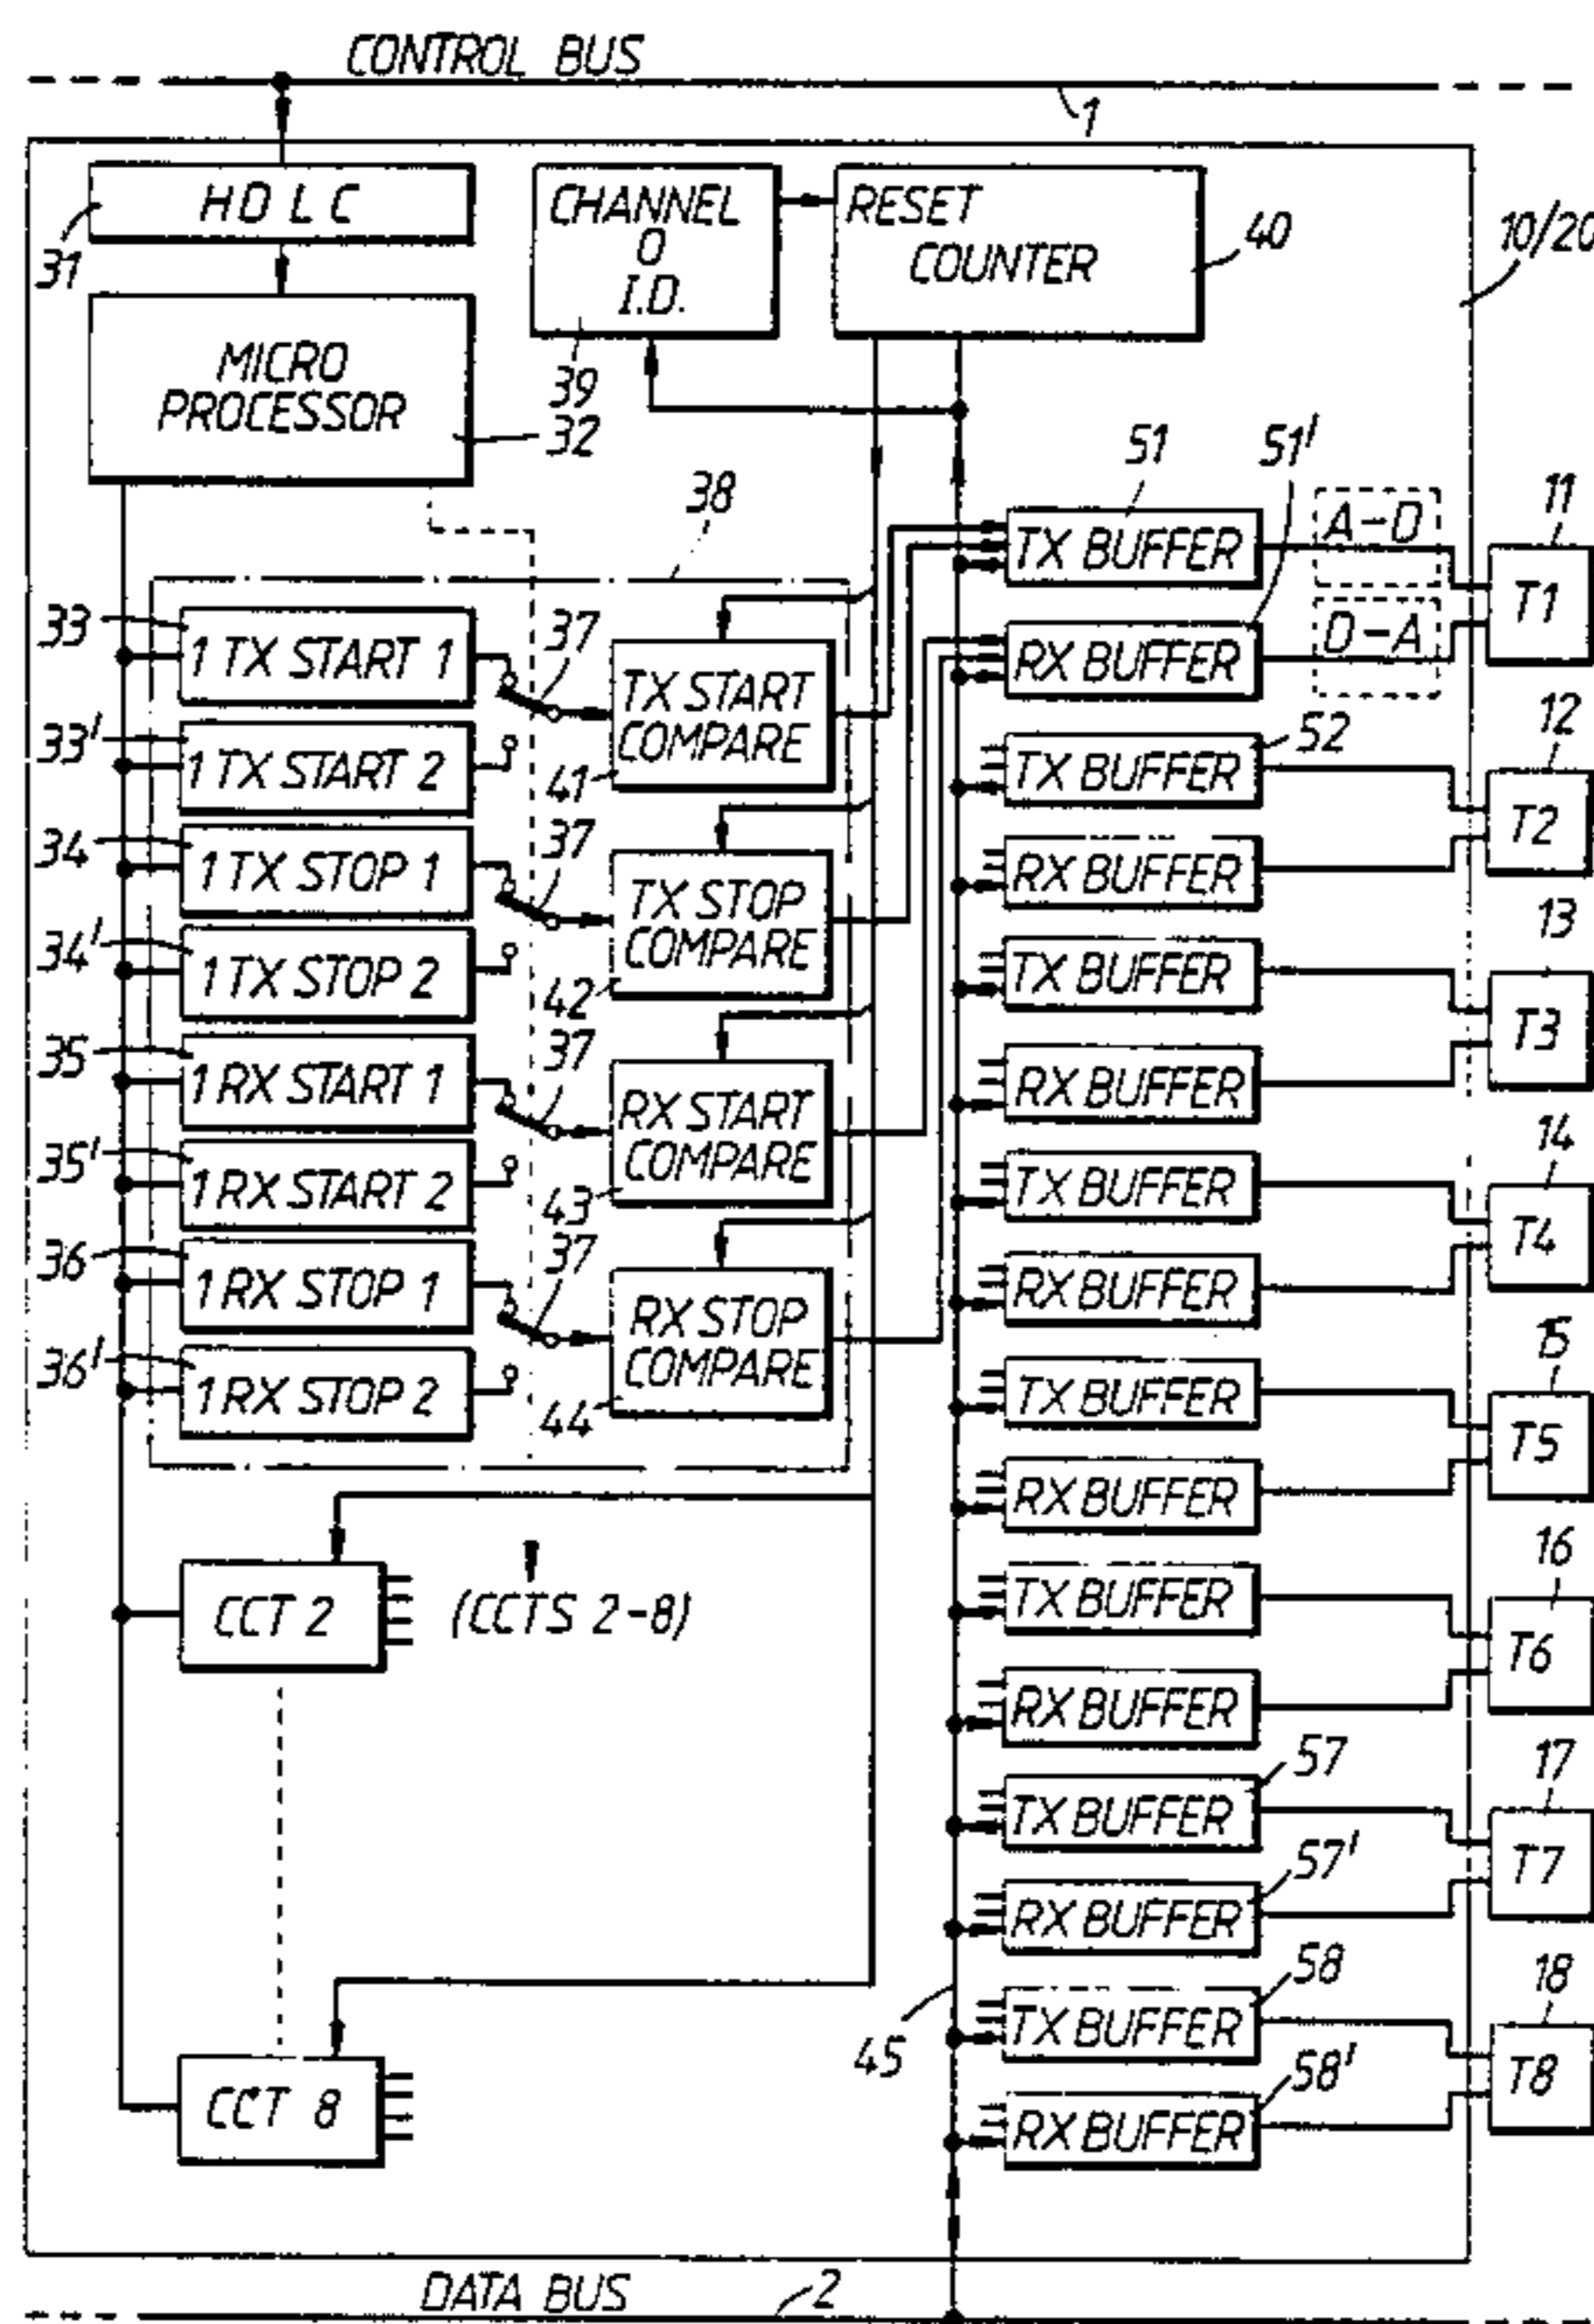 CONTROL BUS
1
HDLC
31
CHANNEL
0
I.D.
39
RESET
COUNTER
40
10/20
MICRO
PROCESSOR
32
38
51
51'
TX BUFFER
A-D
11
T1
RX BUFFER
D-A
33
1 TX START 1
37
TX START
COMPARE
41
33'
1 TX START 2
52
TX BUFFER
12
T2
34
1 TX STOP 1
37
TX STOP
COMPARE
42
RX BUFFER
34'
1 TX STOP 2
TX BUFFER
13
T3
35
1 RX START 1
37
RX START
COMPARE
43
RX BUFFER
35'
1 RX START 2
TX BUFFER
14
T4
36
1 RX STOP 1
37
RX STOP
COMPARE
44
RX BUFFER
36'
1 RX STOP 2
TX BUFFER
15
T5
RX BUFFER
CCT 2
(CCTS 2-8)
TX BUFFER
16
T6
RX BUFFER
57
TX BUFFER
17
T7
57'
RX BUFFER
58
TX BUFFER
18
T8
45
58'
CCT 8
RX BUFFER
DATA BUS
2